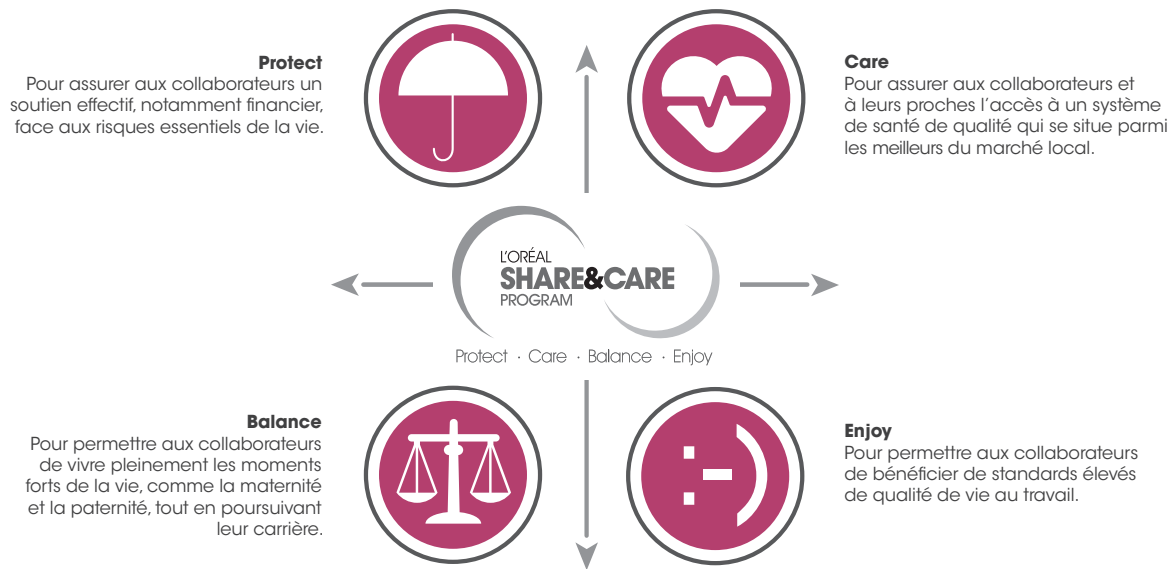 Protect
Pour assurer aux collaborateurs un
soutien effectif, notamment financier,
face aux risques essentiels de la vie.
Care
Pour assurer aux collaborateurs et
à leurs proches l'accès à un système
de santé de qualité qui se situe parmi
les meilleurs du marché local.
L'ORÉAL
SHARE&CARE
PROGRAM
Protect · Care · Balance · Enjoy
Balance
Pour permettre aux collaborateurs
de vivre pleinement les moments
forts de la vie, comme la maternité
et la paternité, tout en poursuivant
leur carrière.
Enjoy
Pour permettre aux collaborateurs
de bénéficier de standards élevés
de qualité de vie au travail.